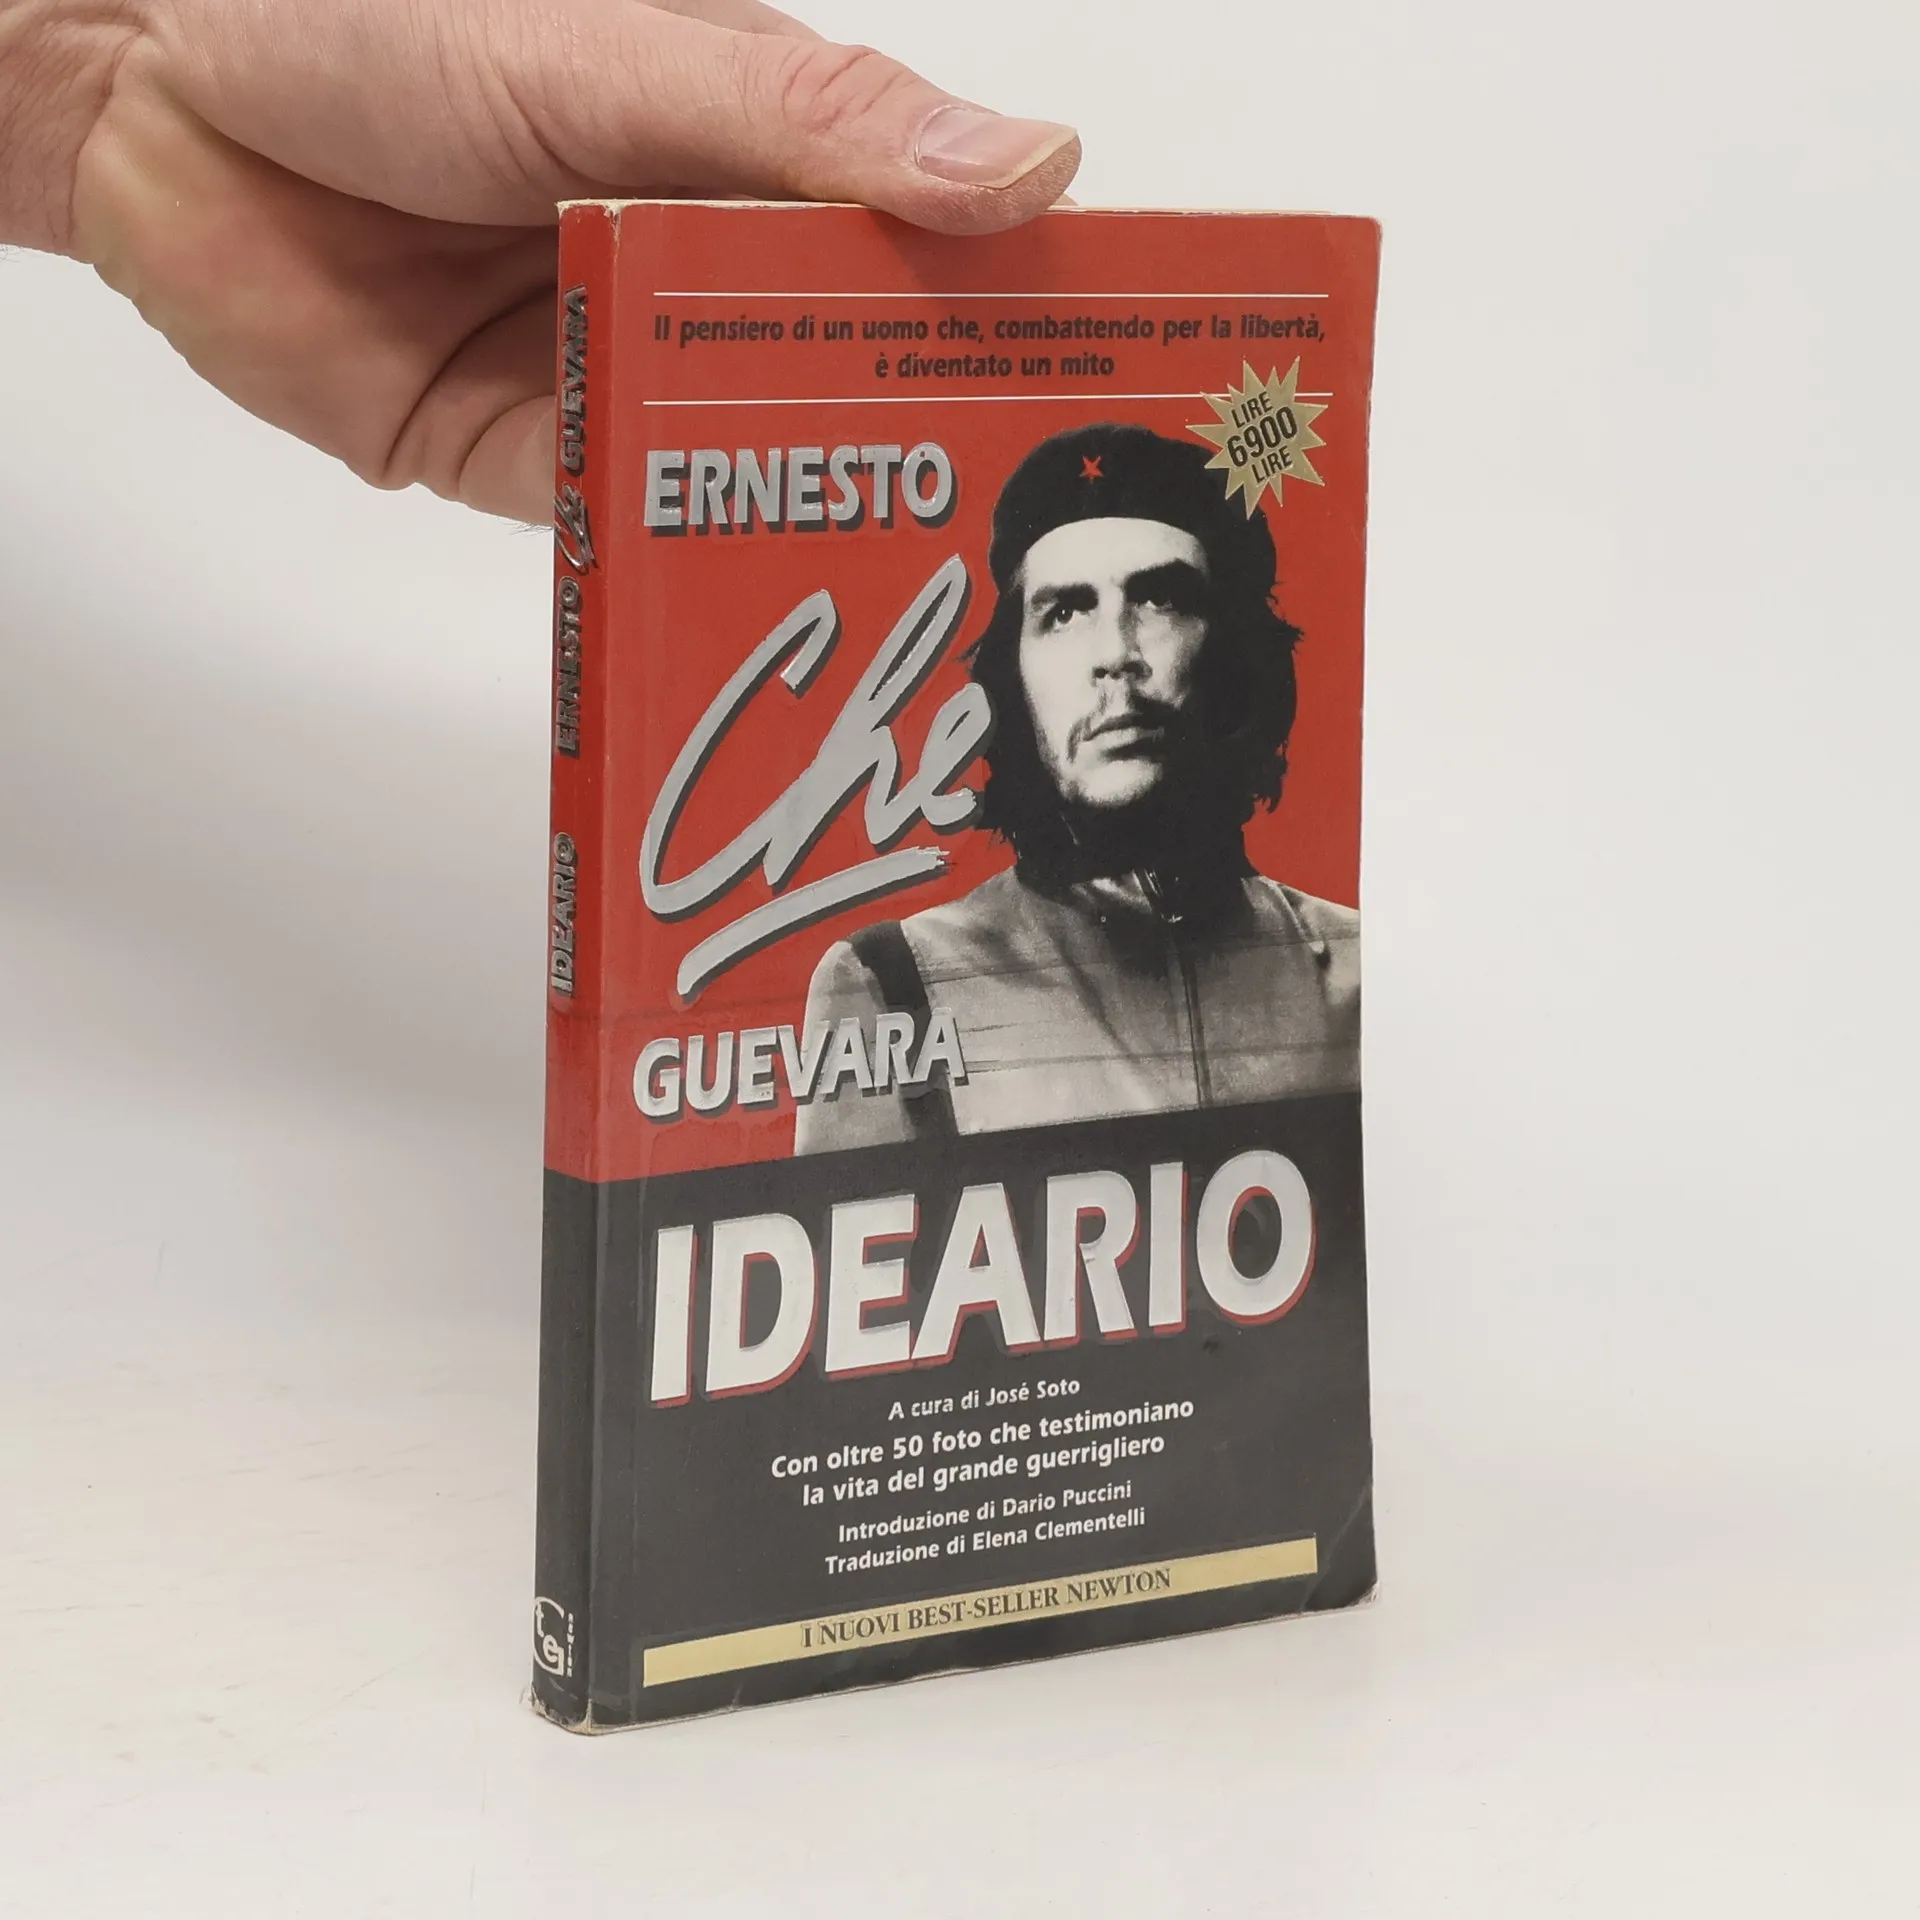 Il pensiero di un uomo che, combattendo per la libertà,
è diventato un mito
LIRE
6900
LIRE
ERNESTO
Che
GUEVARA
IDEARIO
A cura di José Soto
Con oltre 50 foto che testimoniano
la vita del grande guerrigliero
Introduzione di Dario Puccini
Traduzione di Elena Clementelli
I NUOVI BEST-SELLER NEWTON
IDEARIO ERNESTO Che GUEVARA